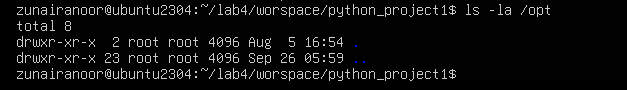 zunairanoor@ubuntu2304:~/lab4/worspace/python_project1$ ls -la /opt
total 8
drwxr-xr-x  2 root root 4096 Aug  5 16:54 .
drwxr-xr-x 23 root root 4096 Sep 26 05:59 ..
zunairanoor@ubuntu2304:~/lab4/worspace/python_project1$